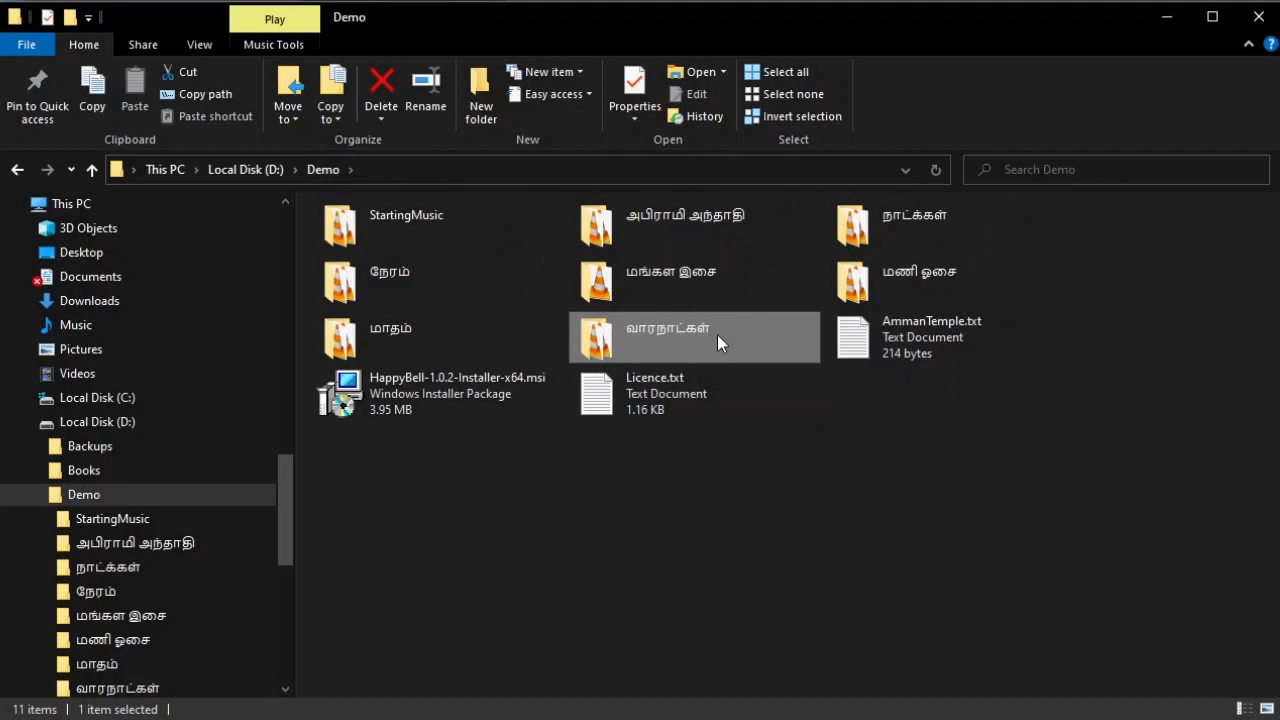 Play
Demo
File
Home
Share
View
Music Tools
Pin to Quick access
Copy
Paste
Cut
Copy path
Paste shortcut
Clipboard
Move to
Copy to
Delete
Rename
Organize
New folder
New item
Easy access
New
Properties
Open
Edit
History
Open
Select all
Select none
Invert selection
Select
This PC
Local Disk (D:)
Demo
Search Demo
This PC
3D Objects
Desktop
Documents
Downloads
Music
Pictures
Videos
Local Disk (C:)
Local Disk (D:)
Backups
Books
Demo
StartingMusic
அபிராமி அந்தாதி
நாட்க்கள்
நேரம்
மங்கள இசை
மணி ஓசை
மாதம்
வாரநாட்கள்
StartingMusic
அபிராமி அந்தாதி
நாட்க்கள்
நேரம்
மங்கள இசை
மணி ஓசை
மாதம்
வாரநாட்கள்
AmmanTemple.txt
Text Document
214 bytes
HappyBell-1.0.2-Installer-x64.msi
Windows Installer Package
3.95 MB
Licence.txt
Text Document
1.16 KB
11 items
1 item selected